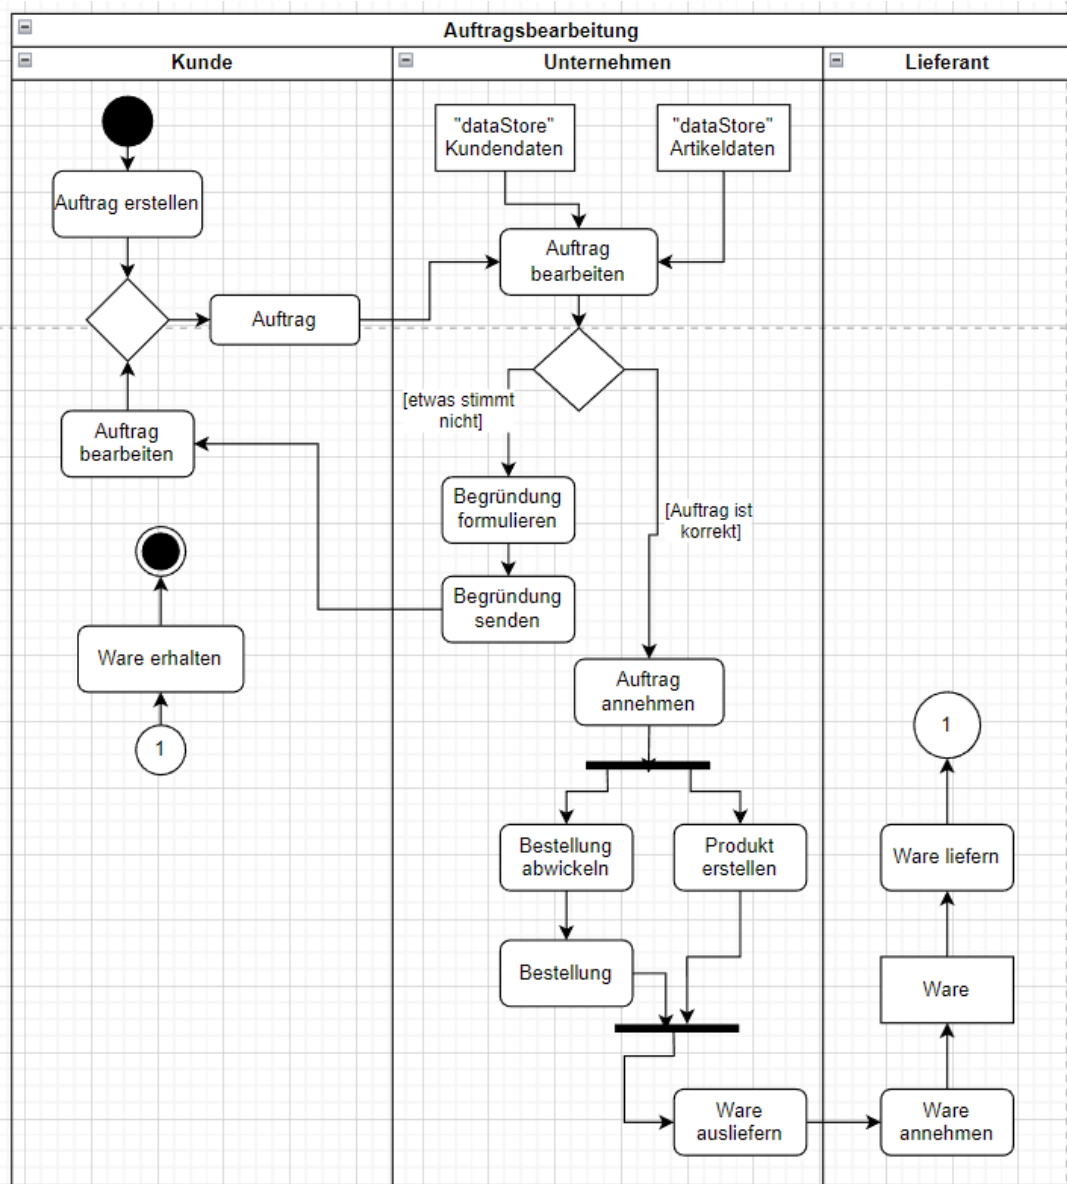 Auftragsbearbeitung
Kunde
Unternehmen
Lieferant
"dataStore"
Kundendaten
"dataStore"
Artikeldaten
Auftrag erstellen
Auftrag
bearbeiten
Auftrag
[etwas stimmt
nicht]
Auftrag
bearbeiten
Begründung
formulieren
[Auftrag ist
korrekt]
Begründung
senden
Ware erhalten
Auftrag
annehmen
1
1
Bestellung
abwickeln
Produkt
erstellen
Ware liefern
Bestellung
Ware
Ware
ausliefern
Ware
annehmen